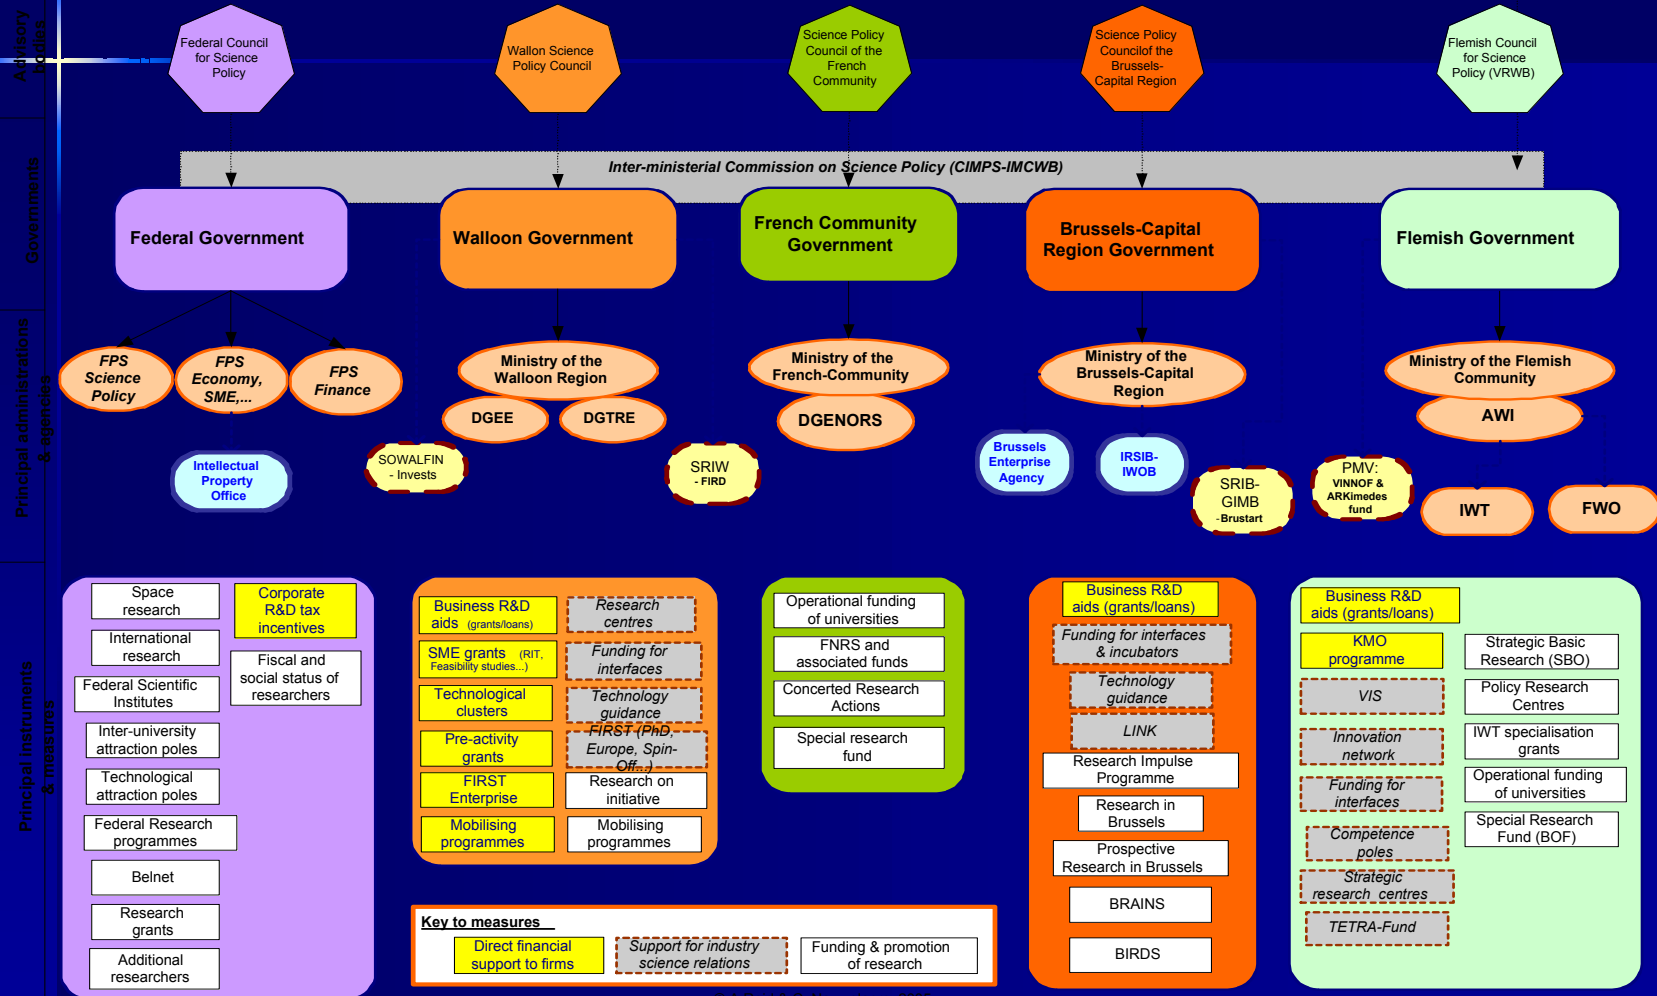 Advisory
bodies
Federal Council
for Science
Policy
Wallon Science
Policy Council
Science Policy
Council of the
French
Community
Science Policy
Councilof the
Brussels-
Capital Region
Flemish Council
for Science
Policy (VRWB)
Governments
Inter-ministerial Commission on Science Policy (CIMPS-IMCWB)
Federal Government
Walloon Government
French Community
Government
Brussels-Capital
Region Government
Flemish Government
Principal administrations
& agencies
FPS
Science
Policy
FPS
Economy,
SME,...
FPS
Finance
Ministry of the
Walloon Region
DGEE
DGTRE
Ministry of the
French-Community
DGENORS
Ministry of the
Brussels-Capital
Region
Ministry of the Flemish
Community
AWI
Intellectual
Property
Office
SOWALFIN
- Invests
SRIW
- FIRD
Brussels
Enterprise
Agency
IRSIB-
IWOB
SRIB-
GIMB
-Brustart
PMV:
VINNOF &
ARKimedes
fund
IWT
FWO
Principal instruments
& measures
Space
research
International
research
Federal Scientific
Institutes
Inter-university
attraction poles
Technological
attraction poles
Federal Research
programmes
Belnet
Research
grants
Additional
researchers
Corporate
R&D tax
incentives
Fiscal and
social status of
researchers
Business R&D
aids (grants/loans)
SME grants (RIT,
Feasibility studies...)
Technological
clusters
Pre-activity
grants
FIRST
Enterprise
Mobilising
programmes
Research
centres
Funding for
interfaces
Technology
guidance
FIRST (PhD,
Europe, Spin-
Off...)
Research on
initiative
Mobilising
programmes
Operational funding
of universities
FNRS and
associated funds
Concerted Research
Actions
Special research
fund
Business R&D
aids (grants/loans)
Funding for interfaces
& incubators
Technology
guidance
LINK
Research Impulse
Programme
Research in
Brussels
Prospective
Research in Brussels
BRAINS
BIRDS
Business R&D
aids (grants/loans)
KMO
programme
VIS
Innovation
network
Funding for
interfaces
Competence
poles
Strategic
research centres
TETRA-Fund
Strategic Basic
Research (SBO)
Policy Research
Centres
IWT specialisation
grants
Operational funding
of universities
Special Research
Fund (BOF)
Key to measures
Direct financial
support to firms
Support for industry
science relations
Funding & promotion
of research